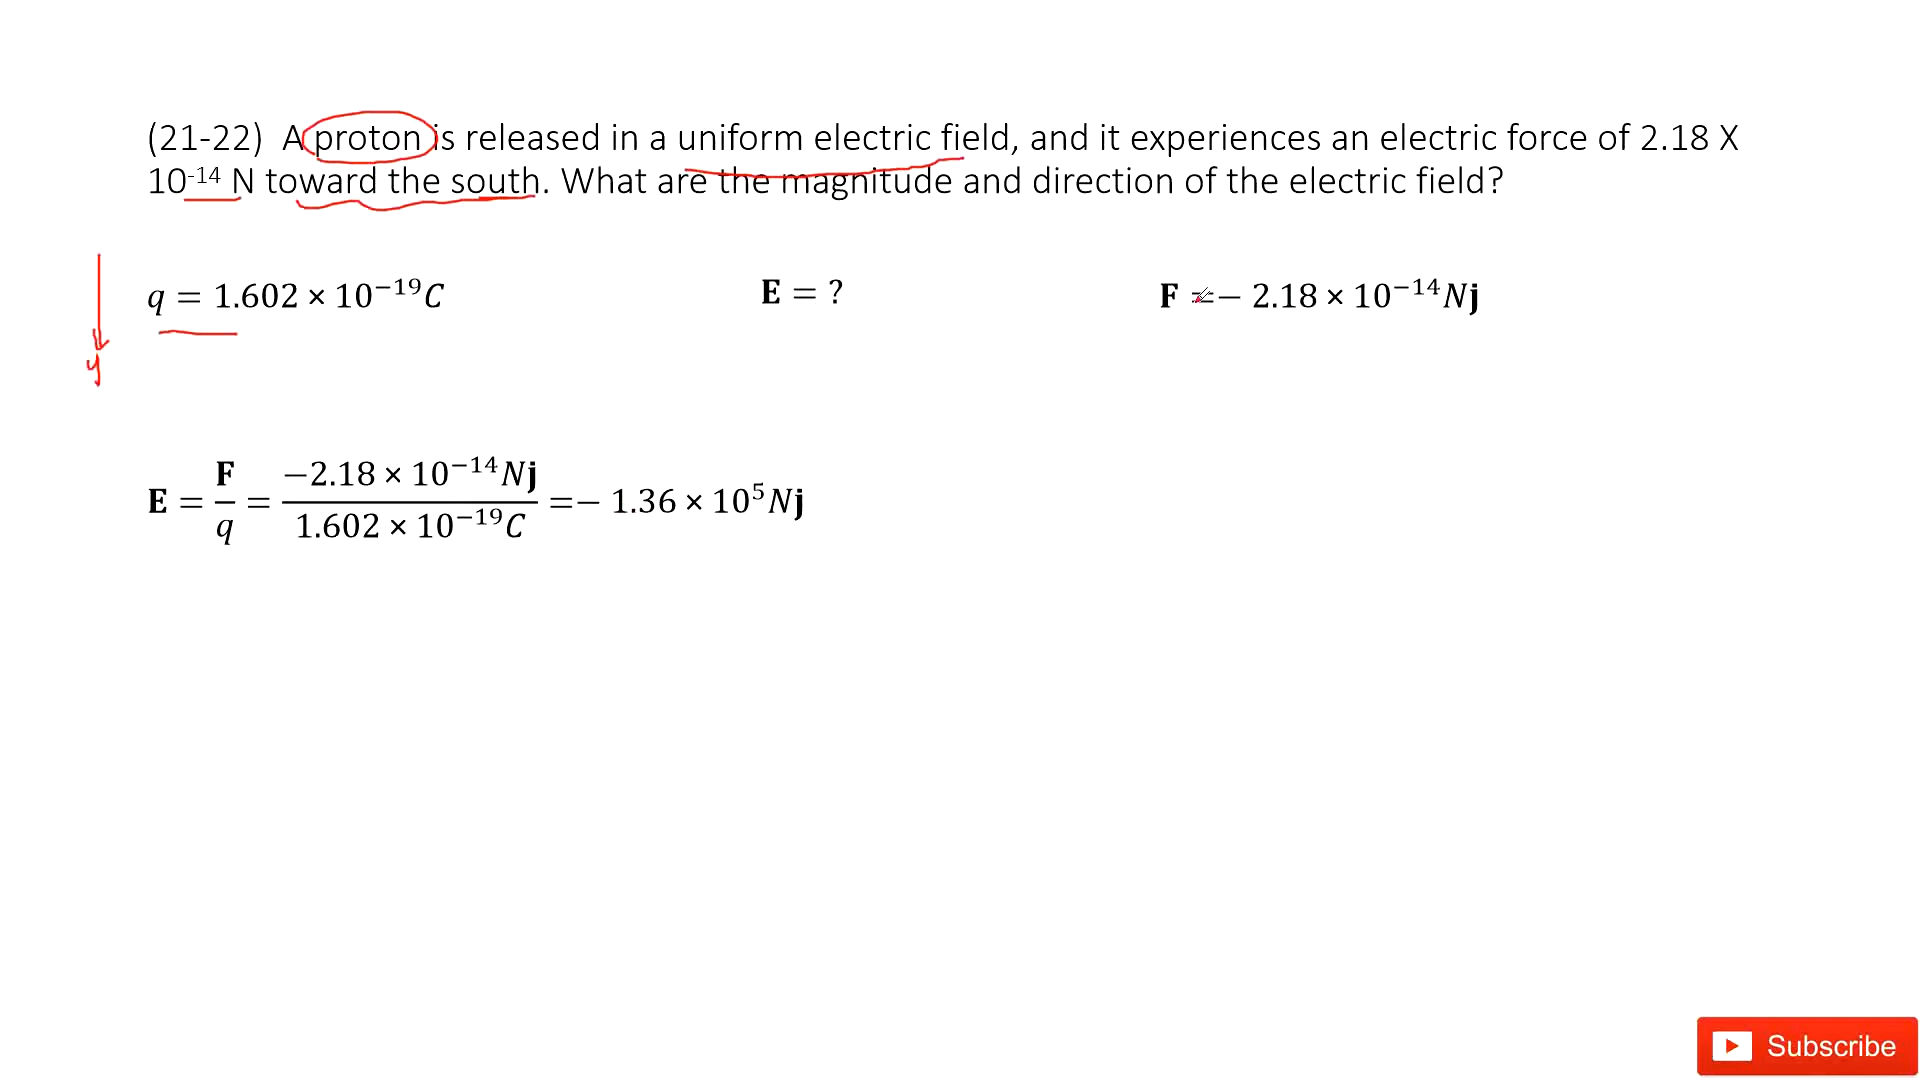 (21-22) A proton is released in a uniform electric field, and it experiences an electric force of 2.18 X
10⁻¹⁴ N toward the south. What are the magnitude and direction of the electric field?
q = 1.602 × 10⁻¹⁹C
E = ?
F =− 2.18 × 10⁻¹⁴Nj
y
E = F/q = −2.18 × 10⁻¹⁴Nj / 1.602 × 10⁻¹⁹C =− 1.36 × 10⁵Nj
Subscribe